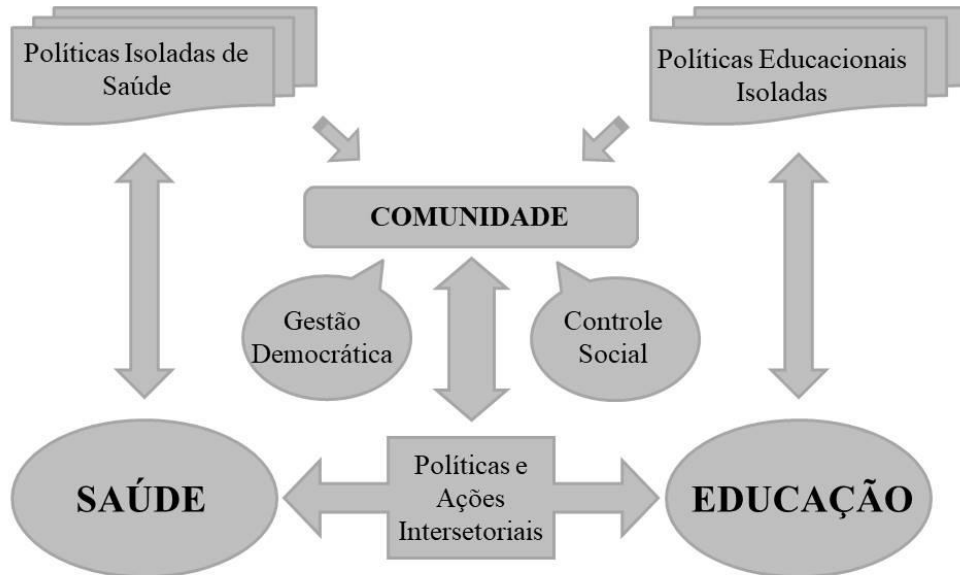 Políticas Isoladas de
Saúde
Políticas Educacionais
Isoladas
COMUNIDADE
Gestão
Democrática
Controle
Social
SAÚDE
Políticas e
Ações
Intersetoriais
EDUCAÇÃO